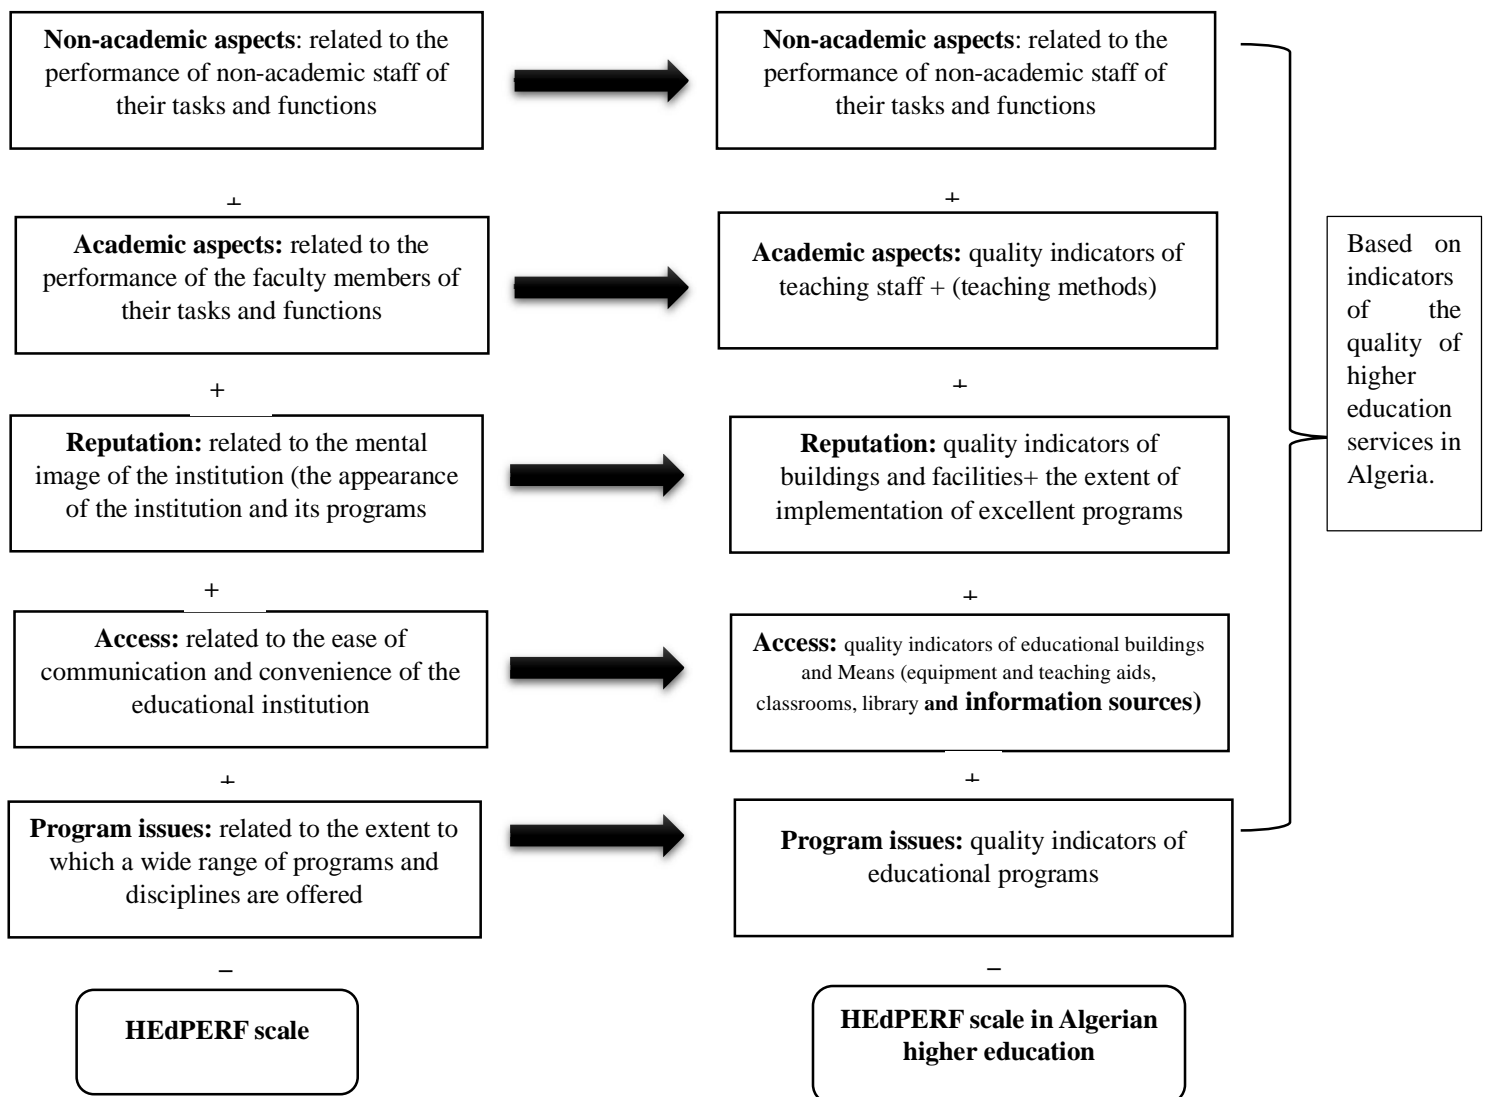 Non-academic aspects: related to the
performance of non-academic staff of
their tasks and functions
Non-academic aspects: related to the
performance of non-academic staff of
their tasks and functions
+
+
Academic aspects: related to the
performance of the faculty members of
their tasks and functions
Academic aspects: quality indicators of
teaching staff + (teaching methods)
Based on
indicators
of the
quality of
higher
education
services in
Algeria.
+
+
Reputation: related to the mental
image of the institution (the appearance
of the institution and its programs
Reputation: quality indicators of
buildings and facilities+ the extent of
implementation of excellent programs
+
+
Access: related to the ease of
communication and convenience of the
educational institution
Access: quality indicators of educational buildings
and Means (equipment and teaching aids,
classrooms, library and information sources)
+
+
Program issues: related to the extent to
which a wide range of programs and
disciplines are offered
Program issues: quality indicators of
educational programs
–
–
HEdPERF scale
HEdPERF scale in Algerian
higher education